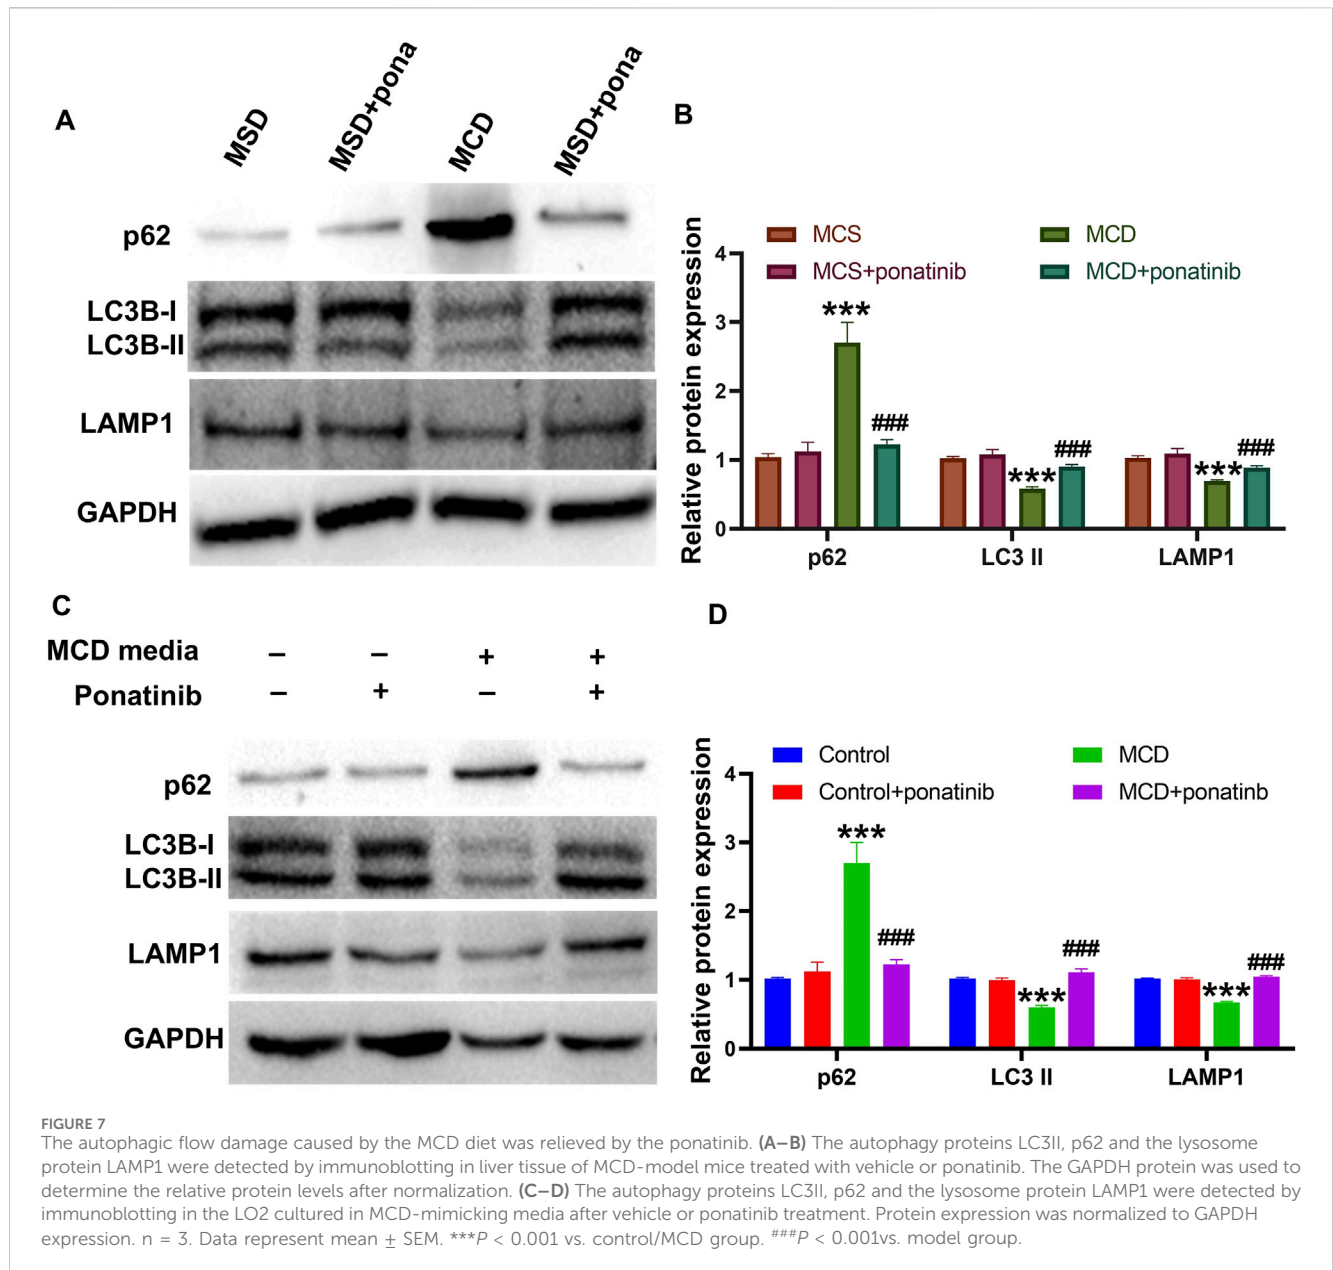 A
MSD
MSD+pona
MCD
MSD+pona
p62
LC3B-I
LC3B-II
LAMP1
GAPDH
B
MCS
MCD
MCS+ponatinib
MCD+ponatinib
Relative protein expression
4
3
2
1
0
***
###
***
###
***
###
p62
LC3 II
LAMP1
C
MCD media – – + +
Ponatinib – + – +
p62
LC3B-I
LC3B-II
LAMP1
GAPDH
D
Control
MCD
Control+ponatinib
MCD+ponatinb
Relative protein expression
4
3
2
1
0
***
###
***
###
***
###
p62
LC3 II
LAMP1
FIGURE 7
The autophagic flow damage caused by the MCD diet was relieved by the ponatinib. (A–B) The autophagy proteins LC3II, p62 and the lysosome
protein LAMP1 were detected by immunoblotting in liver tissue of MCD-model mice treated with vehicle or ponatinib. The GAPDH protein was used to
determine the relative protein levels after normalization. (C–D) The autophagy proteins LC3II, p62 and the lysosome protein LAMP1 were detected by
immunoblotting in the LO2 cultured in MCD-mimicking media after vehicle or ponatinib treatment. Protein expression was normalized to GAPDH
expression. n = 3. Data represent mean ± SEM. ***P < 0.001 vs. control/MCD group. ###P < 0.001vs. model group.